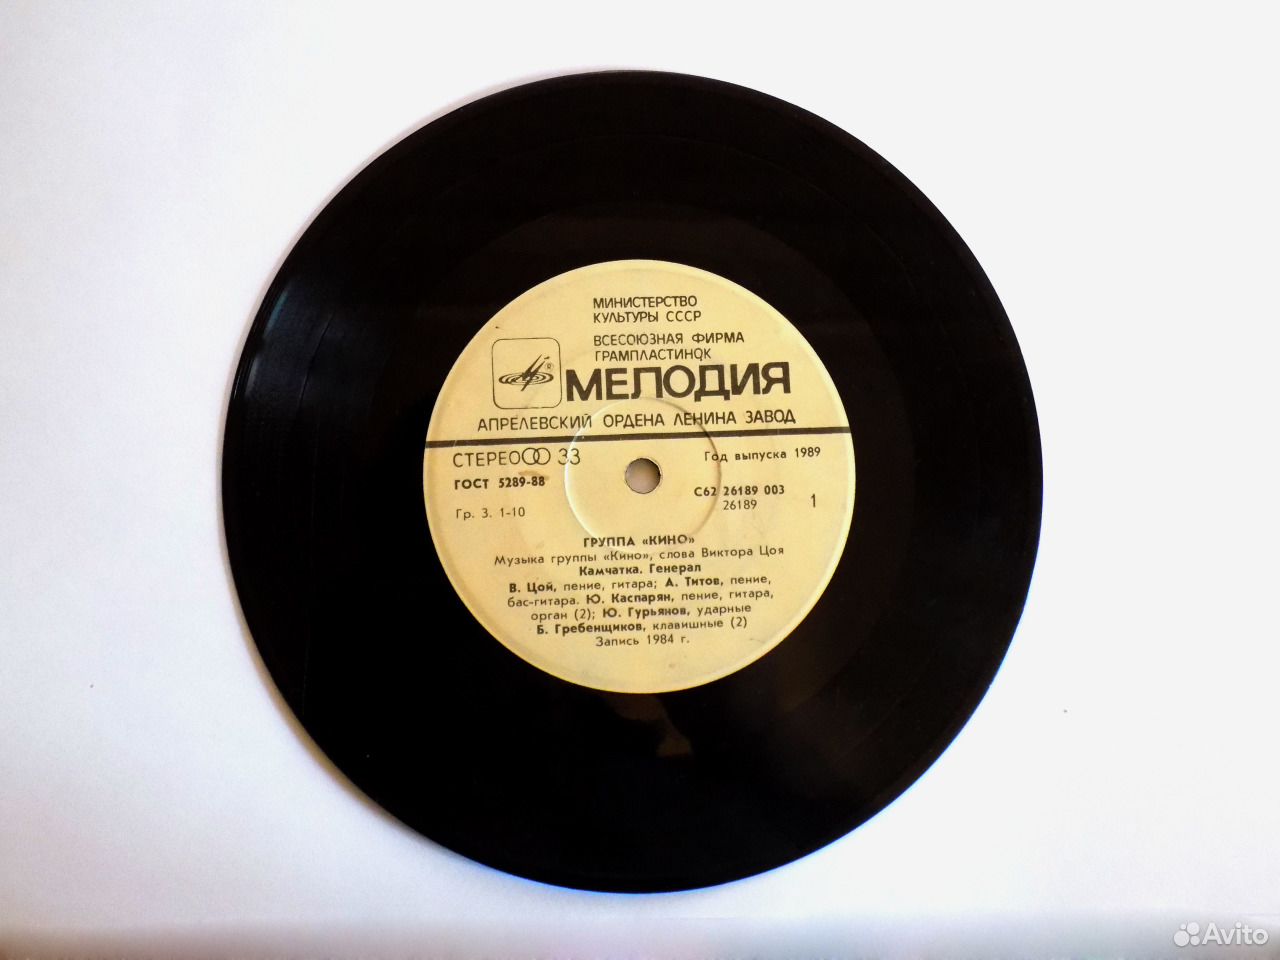 МИНИСТЕРСТВО
КУЛЬТУРЫ СССР
ВСЕСОЮЗНАЯ ФИРМА
ГРАМПЛАСТИНОК
МЕЛОДИЯ
АПРЕЛЕВСКИЙ ОРДЕНА ЛЕНИНА ЗАВОД
СТЕРЕО 33
Год выпуска 1989
ГОСТ 5289-88
С62 26189 003
Гр. 3. 1-10
26189
1
ГРУППА «КИНО»
Музыка группы «Кино», слова Виктора Цоя
Камчатка. Генерал
В. Цой, пение, гитара; А. Титов, пение,
бас-гитара. Ю. Каспарян, пение, гитара,
орган (2); Ю. Гурьянов, ударные
Б. Гребенщиков, клавишные (2)
Запись 1984 г.
Avito